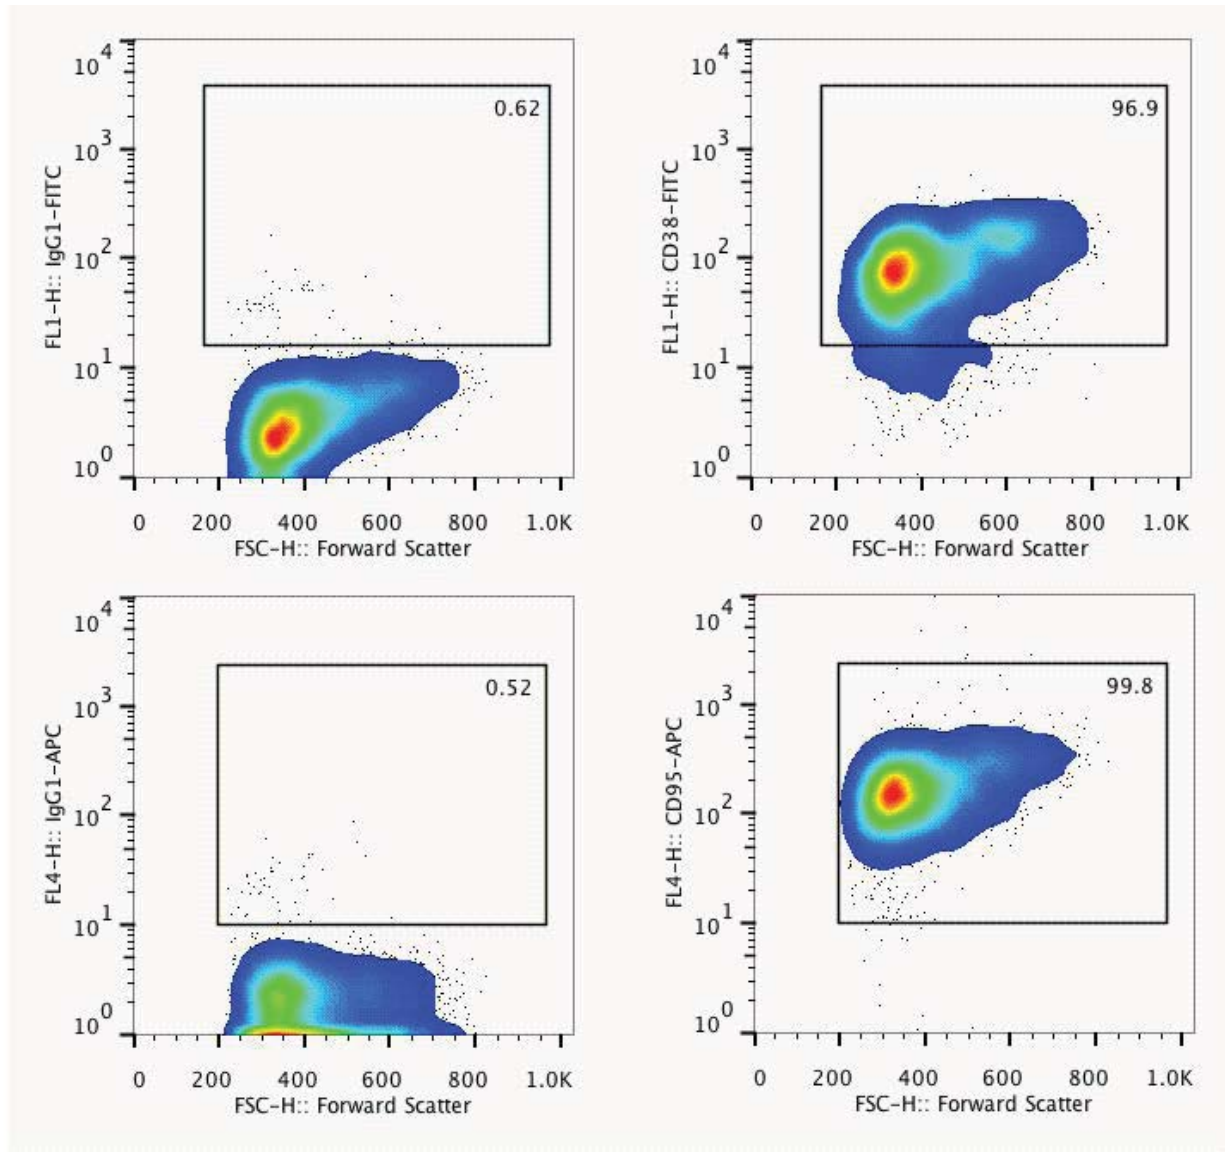 10^4
10^3
10^2
10^1
10^0
FL1-H:: IgG1-FITC
0.62
0 200 400 600 800 1.0K
FSC-H:: Forward Scatter
10^4
10^3
10^2
10^1
10^0
FL1-H:: CD38-FITC
96.9
0 200 400 600 800 1.0K
FSC-H:: Forward Scatter
10^4
10^3
10^2
10^1
10^0
FL4-H:: IgG1-APC
0.52
0 200 400 600 800 1.0K
FSC-H:: Forward Scatter
10^4
10^3
10^2
10^1
10^0
FL4-H:: CD95-APC
99.8
0 200 400 600 800 1.0K
FSC-H:: Forward Scatter